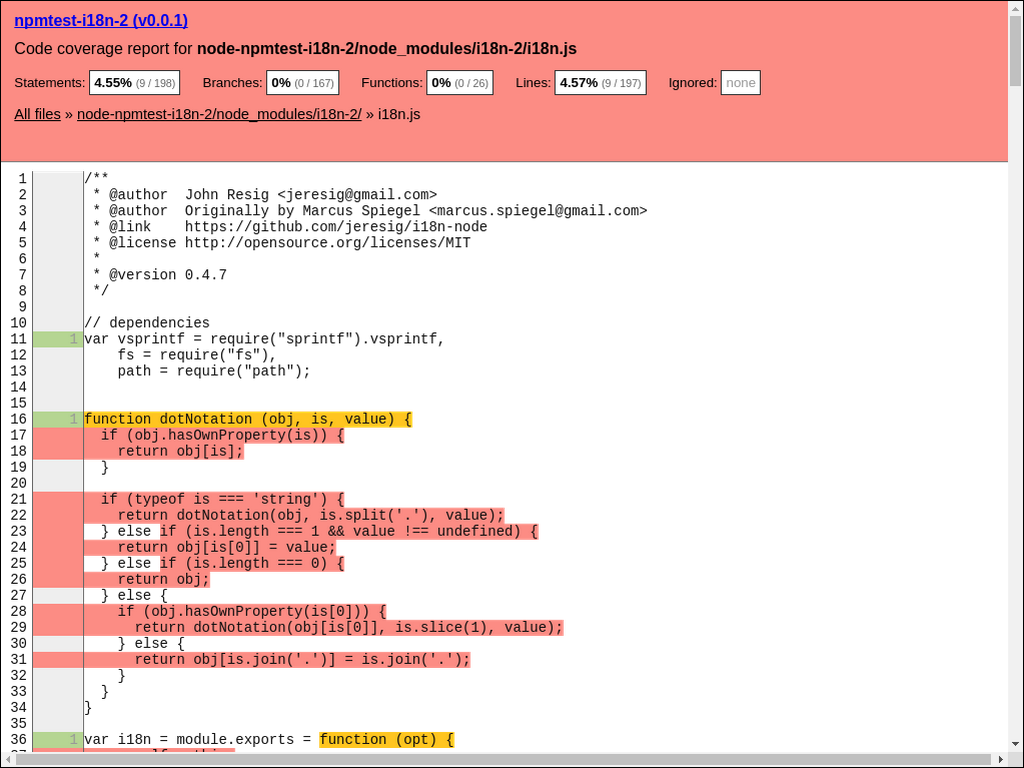 npmtest-i18n-2 (v0.0.1)
Code coverage report for node-npmtest-i18n-2/node_modules/i18n-2/i18n.js
Statements: 4.55% (9 / 198) Branches: 0% (0 / 167) Functions: 0% (0 / 26) Lines: 4.57% (9 / 197) Ignored: none
All files » node-npmtest-i18n-2/node_modules/i18n-2/ » i18n.js
1 /**
2 * @author John Resig <jeresig@gmail.com>
3 * @author Originally by Marcus Spiegel <marcus.spiegel@gmail.com>
4 * @link https://github.com/jeresig/i18n-node
5 * @license http://opensource.org/licenses/MIT
6 *
7 * @version 0.4.7
8 */
9
10 // dependencies
11 1 var vsprintf = require("sprintf").vsprintf,
12 fs = require("fs"),
13 path = require("path");
14
15
16 1 function dotNotation (obj, is, value) {
17 if (obj.hasOwnProperty(is)) {
18 return obj[is];
19 }
20
21 if (typeof is === 'string') {
22 return dotNotation(obj, is.split('.'), value);
23 } else if (is.length === 1 && value !== undefined) {
24 return obj[is[0]] = value;
25 } else if (is.length === 0) {
26 return obj;
27 } else {
28 if (obj.hasOwnProperty(is[0])) {
29 return dotNotation(obj[is[0]], is.slice(1), value);
30 } else {
31 return obj[is.join('.')] = is.join('.');
32 }
33 }
34 }
35
36 1 var i18n = module.exports = function (opt) {